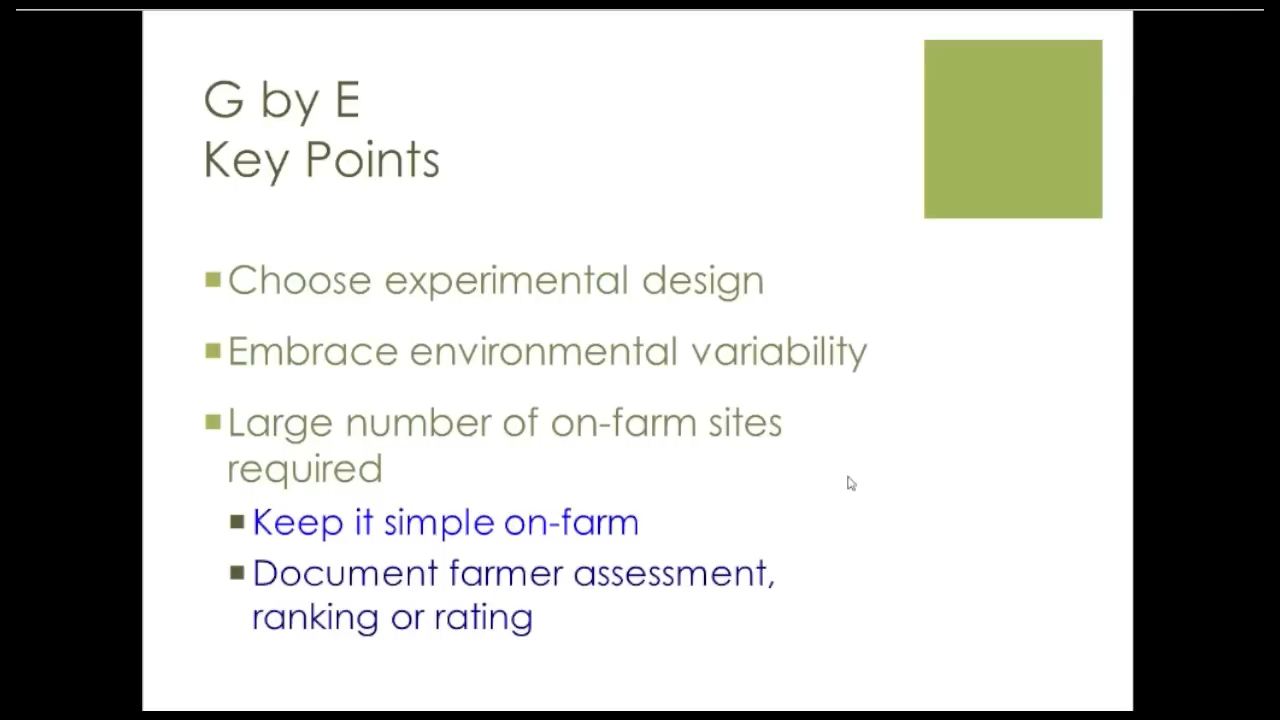 G by E
Key Points
Choose experimental design
Embrace environmental variability
Large number of on-farm sites
required
Keep it simple on-farm
Document farmer assessment,
ranking or rating